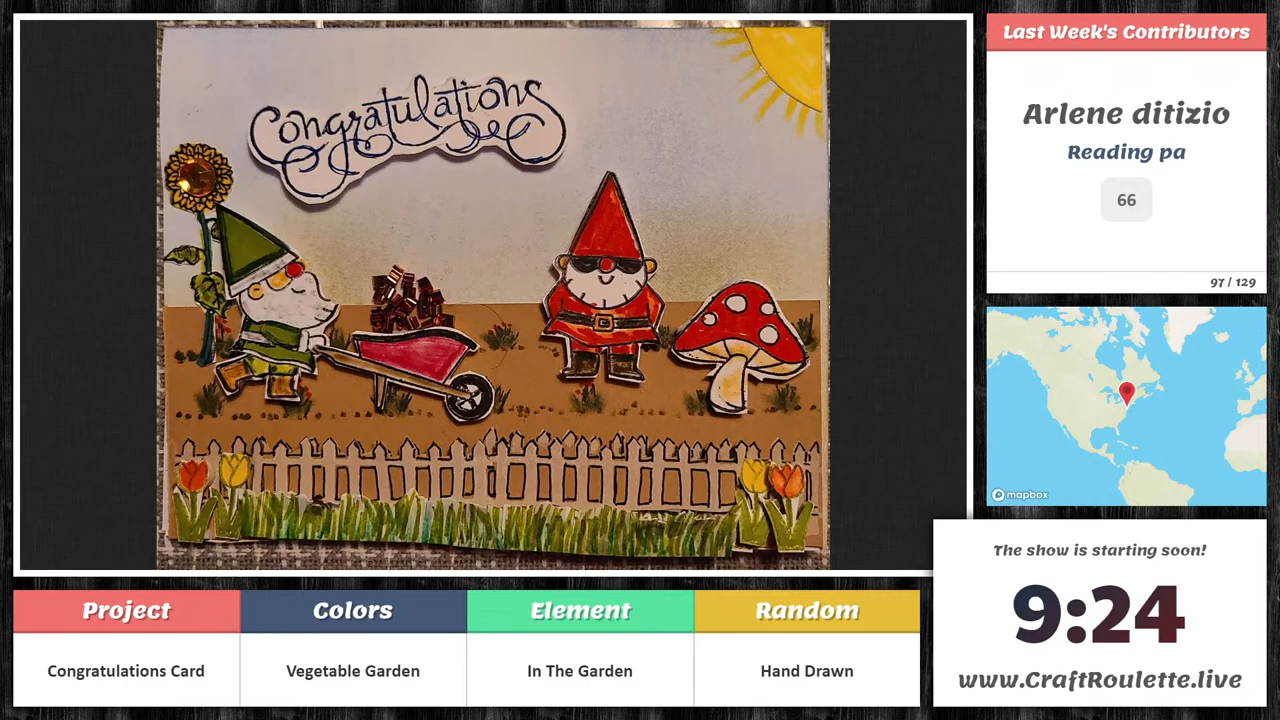 Congratulations
Last Week's Contributors
Arlene ditizio
Reading pa
66
97 / 129
mapbox
The show is starting soon!
9:24
www.CraftRoulette.live
Project
Colors
Element
Random
Congratulations Card
Vegetable Garden
In The Garden
Hand Drawn